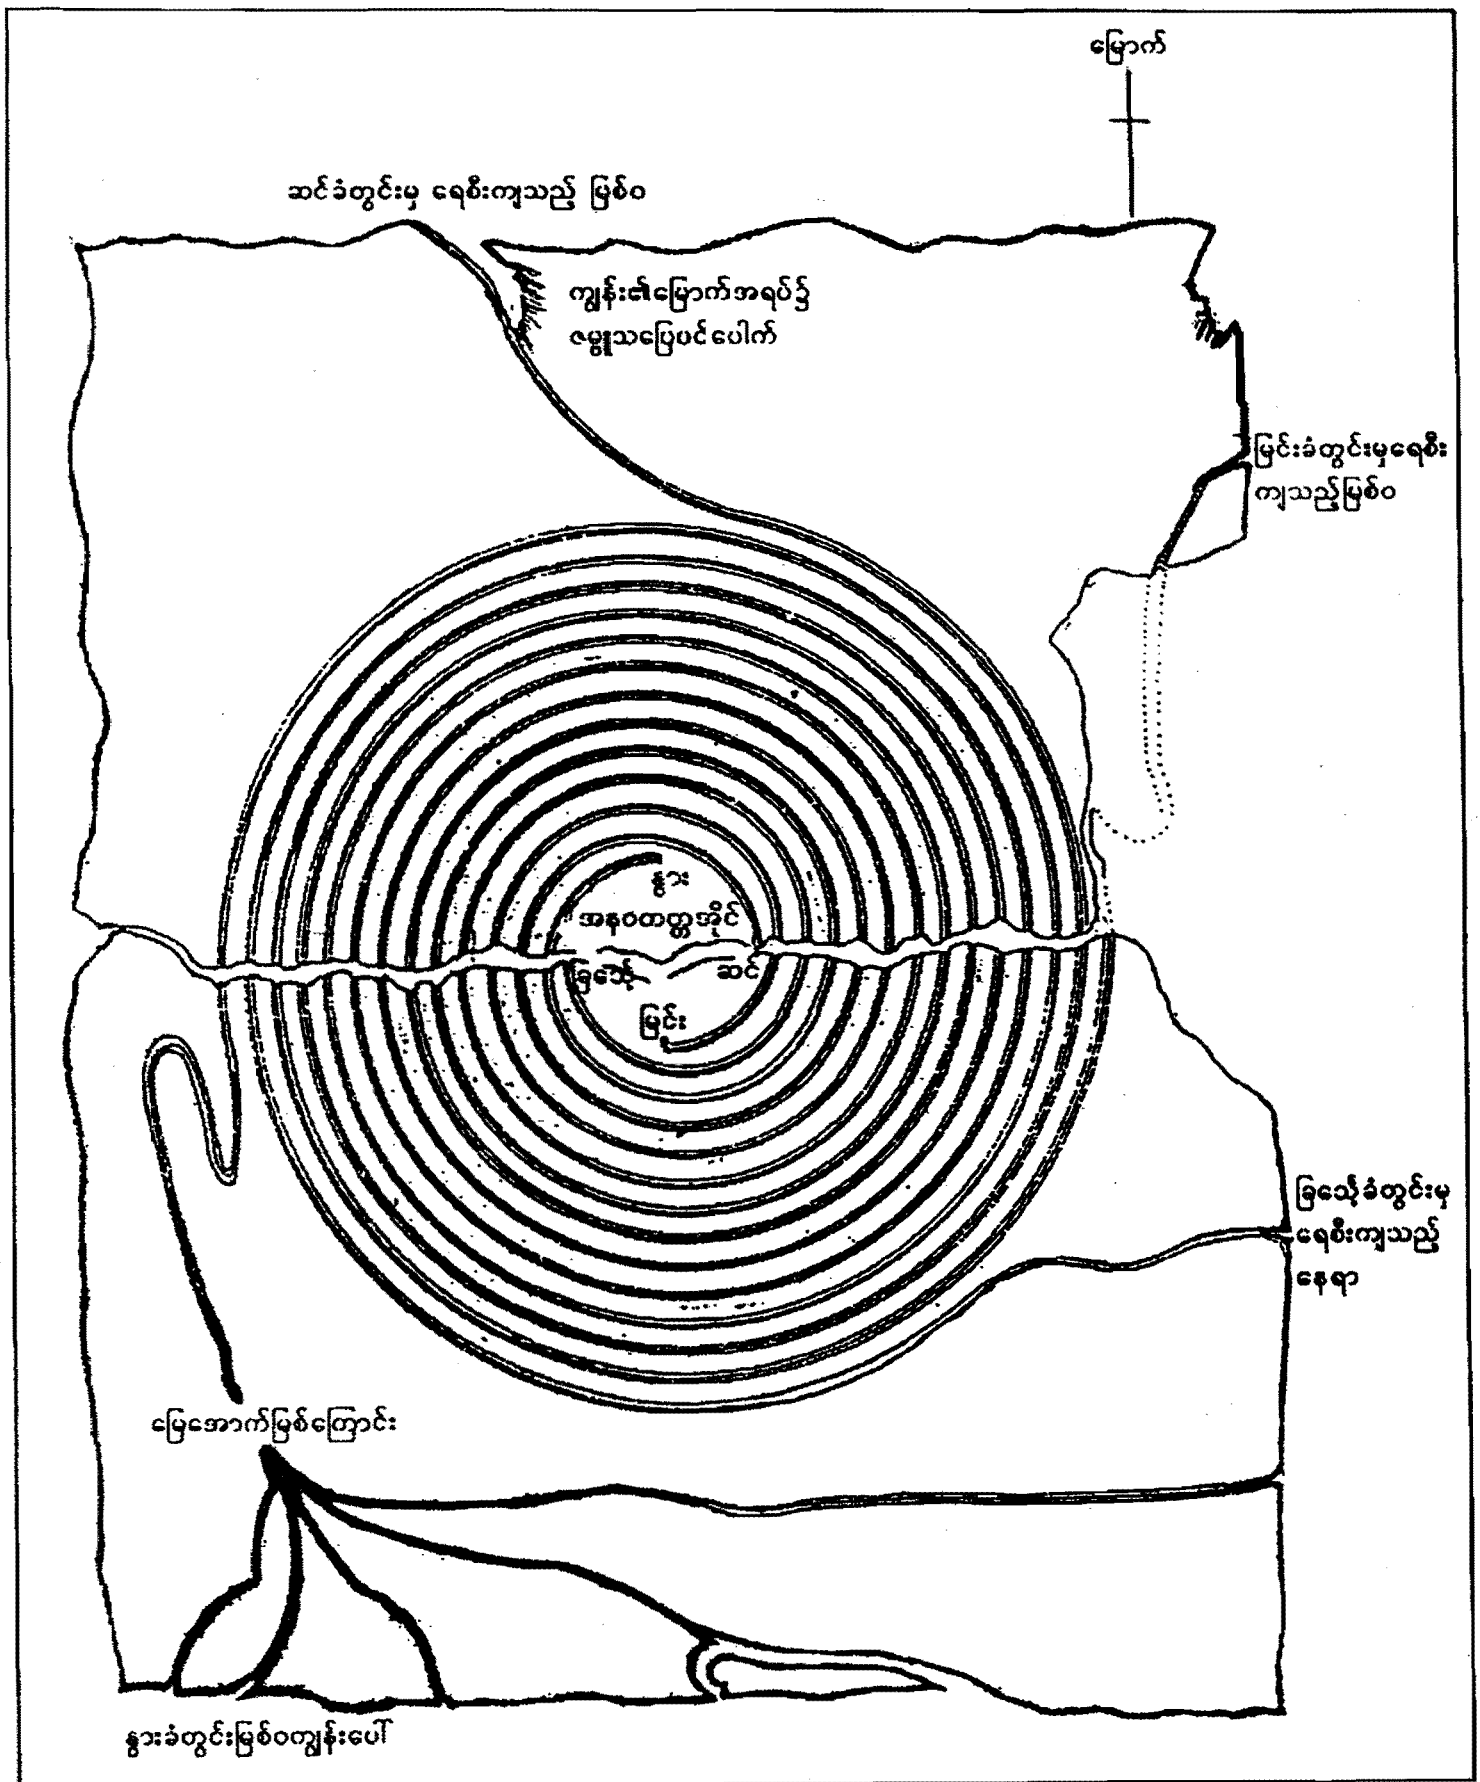 မြောက်
ဆင်ခံတွင်းမှ ရေစီးကျသည့် မြစ်ဝ
ကျွန်း၏မြောက်အရပ်၌
ဇမ္ဗူသပြေပင်ပေါက်
မြင်းခံတွင်းမှရေစီး
ကျသည့်မြစ်ဝ
နွား
အနဝတတ္တအိုင်
ခြင်္သေ့
ဆင်
မြင်း
ခြင်္သေ့ခံတွင်းမှ
ရေစီးကျသည့်
နေရာ
မြေအောက်မြစ်ကြောင်း
နွားခံတွင်းမြစ်ဝကျွန်းပေါ်